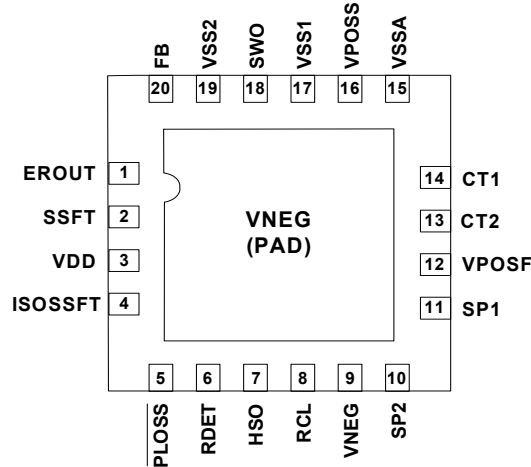 FB
VSS2
SWO
VSS1
VPOSS
VSSA
20 19 18 17 16 15
EROUT 1
SSFT 2
VDD 3
ISOSSFT 4
VNEG
(PAD)
14 CT1
13 CT2
12 VPOSF
11 SP1
5 6 7 8 9 10
PLOSS
RDET
HSO
RCL
VNEG
SP2